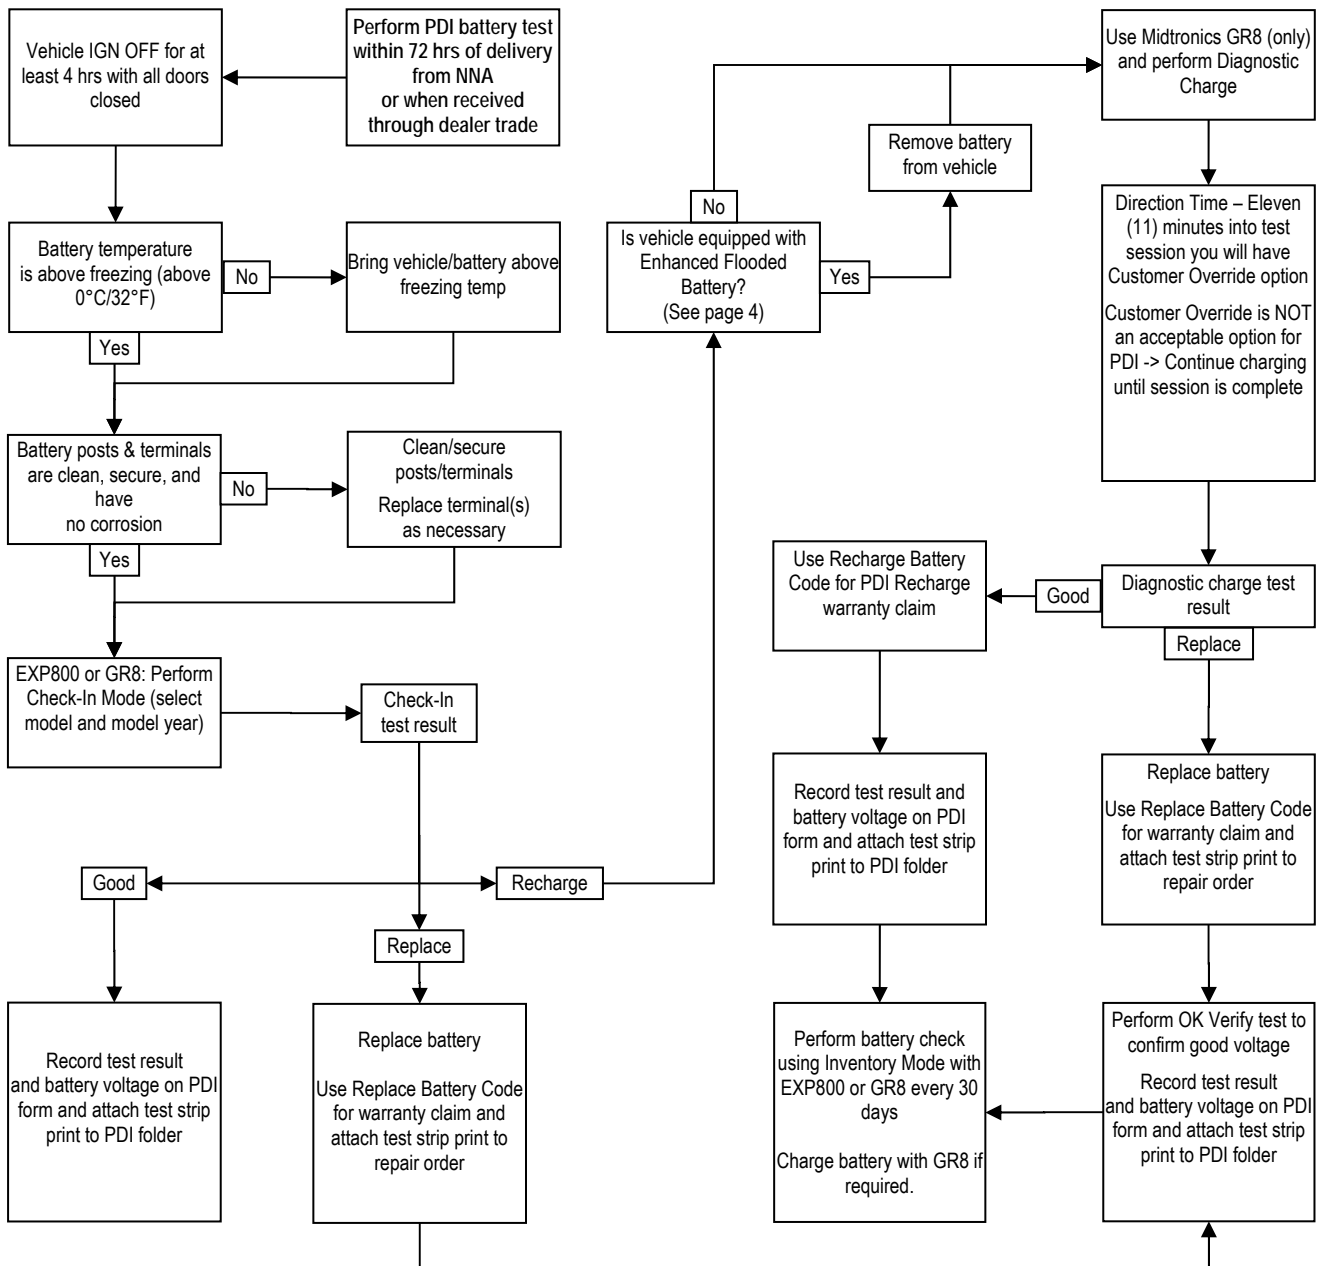 Vehicle IGN OFF for at
least 4 hrs with all doors
closed
Perform PDI battery test
within 72 hrs of delivery
from NNA
or when received
through dealer trade
Battery temperature
is above freezing (above
0°C/32°F)
No
Bring vehicle/battery above
freezing temp
Yes
Battery posts & terminals
are clean, secure, and
have
no corrosion
No
Clean/secure
posts/terminals
Replace terminal(s)
as necessary
Yes
EXP800 or GR8: Perform
Check-In Mode (select
model and model year)
Check-In
test result
Good
Recharge
Replace
Record test result
and battery voltage on PDI
form and attach test strip
print to PDI folder
Replace battery
Use Replace Battery Code
for warranty claim and
attach test strip print to
repair order
Is vehicle equipped with
Enhanced Flooded
Battery?
(See page 4)
No
Yes
Remove battery
from vehicle
Use Midtronics GR8 (only)
and perform Diagnostic
Charge
Direction Time – Eleven
(11) minutes into test
session you will have
Customer Override option
Customer Override is NOT
an acceptable option for
PDI -> Continue charging
until session is complete
Diagnostic charge test
result
Good
Replace
Use Recharge Battery
Code for PDI Recharge
warranty claim
Record test result and
battery voltage on PDI
form and attach test strip
print to PDI folder
Replace battery
Use Replace Battery Code
for warranty claim and
attach test strip print to
repair order
Perform battery check
using Inventory Mode with
EXP800 or GR8 every 30
days
Charge battery with GR8 if
required.
Perform OK Verify test to
confirm good voltage
Record test result
and battery voltage on PDI
form and attach test strip
print to PDI folder